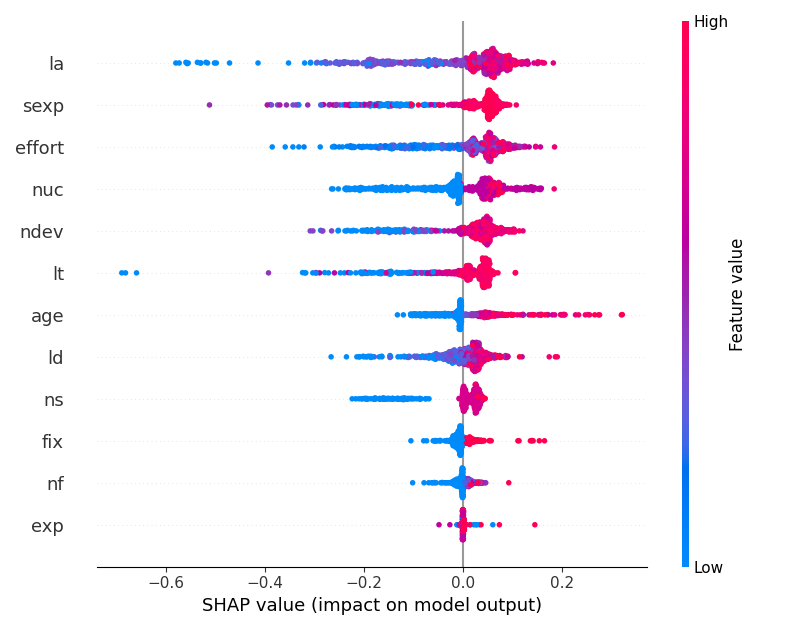 High
la
sexp
effort
nuc
ndev
lt
age
ld
ns
fix
nf
exp
Feature value
Low
−0.6 −0.4 −0.2 0.0 0.2
SHAP value (impact on model output)